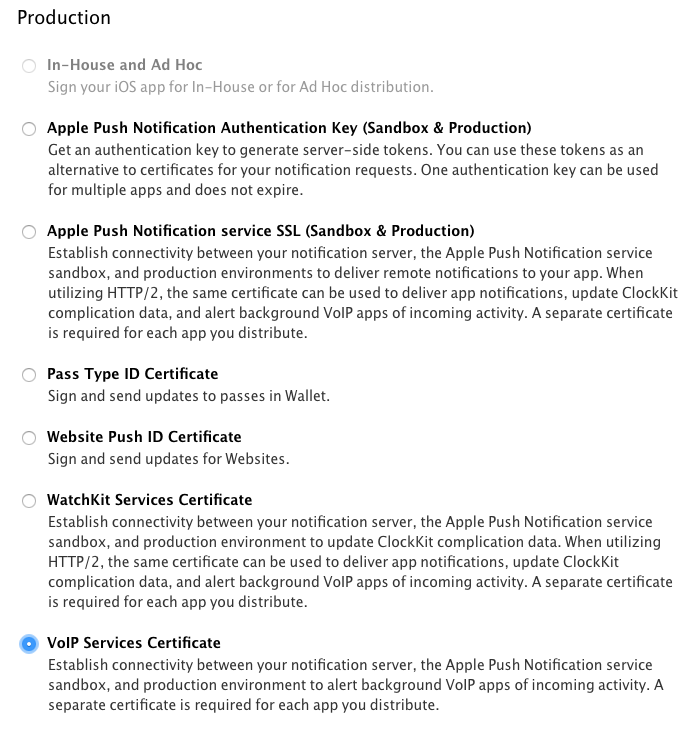 Production
In-House and Ad Hoc
Sign your iOS app for In-House or for Ad Hoc distribution.
Apple Push Notification Authentication Key (Sandbox & Production)
Get an authentication key to generate server-side tokens. You can use these tokens as an
alternative to certificates for your notification requests. One authentication key can be used
for multiple apps and does not expire.
Apple Push Notification service SSL (Sandbox & Production)
Establish connectivity between your notification server, the Apple Push Notification service
sandbox, and production environments to deliver remote notifications to your app. When
utilizing HTTP/2, the same certificate can be used to deliver app notifications, update ClockKit
complication data, and alert background VoIP apps of incoming activity. A separate certificate
is required for each app you distribute.
Pass Type ID Certificate
Sign and send updates to passes in Wallet.
Website Push ID Certificate
Sign and send updates for Websites.
WatchKit Services Certificate
Establish connectivity between your notification server, the Apple Push Notification service
sandbox, and production environment to update ClockKit complication data. When utilizing
HTTP/2, the same certificate can be used to deliver app notifications, update ClockKit
complication data, and alert background VoIP apps of incoming activity. A separate certificate
is required for each app you distribute.
VoIP Services Certificate
Establish connectivity between your notification server, the Apple Push Notification service
sandbox, and production environment to alert background VoIP apps of incoming activity. A
separate certificate is required for each app you distribute.